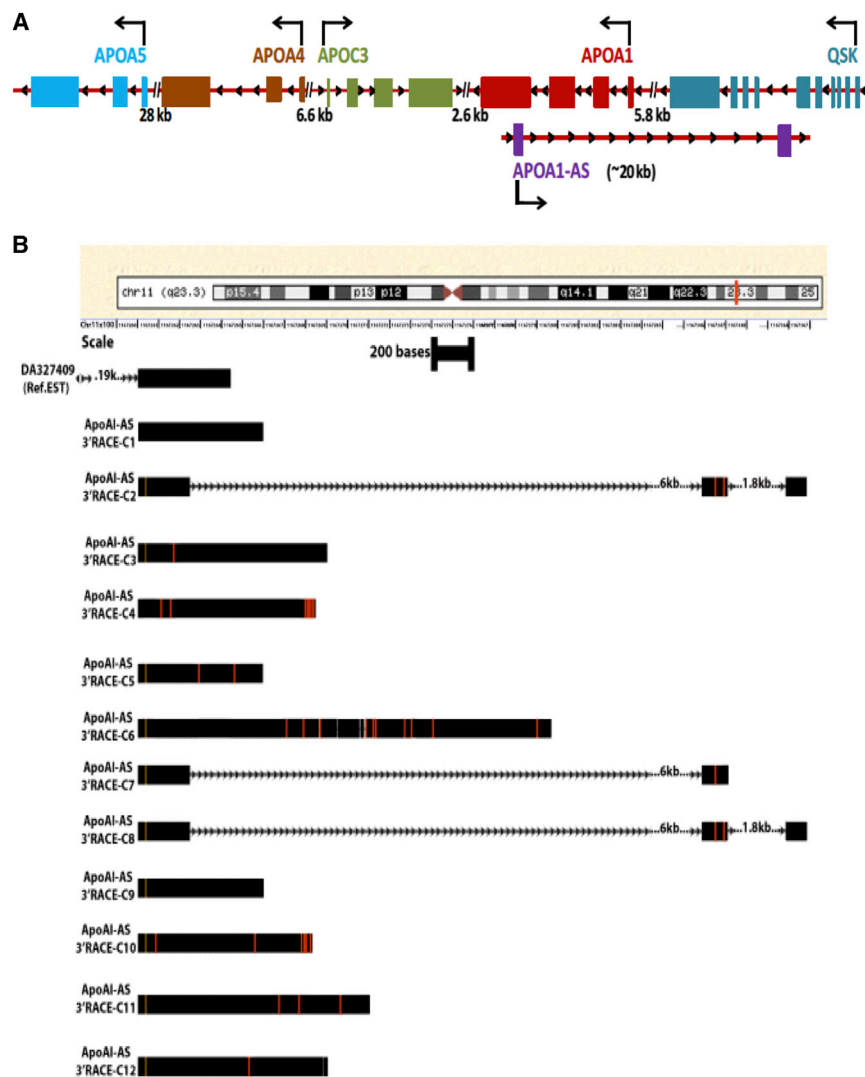 A
APOA5 APOA4 APOC3 APOA1 QSK
28 kb 6.6 kb 2.6 kb 5.8 kb
APOA1-AS (~20 kb)
B
chr11 (q23.3) p15.4 p13 p12 q14.1 q21 q22.3 23.3 25
Scale
200 bases
DA327409
(Ref.EST)
.19k...
ApoAI-AS
3'RACE-C1
ApoAI-AS
3'RACE-C2
...6kb... ...1.8kb...
ApoAI-AS
3'RACE-C3
ApoAI-AS
3'RACE-C4
ApoAI-AS
3'RACE-C5
ApoAI-AS
3'RACE-C6
ApoAI-AS
3'RACE-C7
...6kb...
ApoAI-AS
3'RACE-C8
...6kb... ...1.8kb...
ApoAI-AS
3'RACE-C9
ApoAI-AS
3'RACE-C10
ApoAI-AS
3'RACE-C11
ApoAI-AS
3'RACE-C12